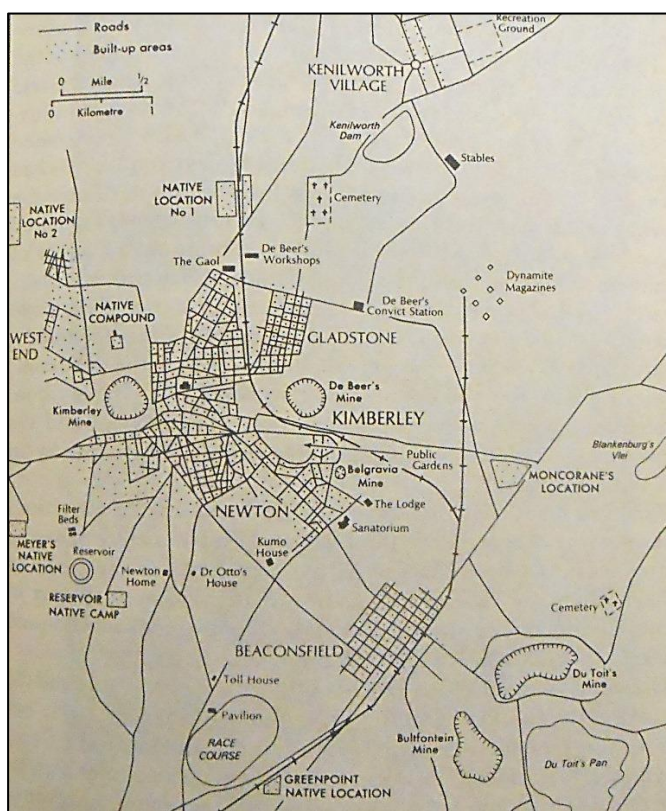 Roads
Built-up areas
0 Mile 1/2
0 Kilometre 1
Recreation
Ground
KENILWORTH
VILLAGE
Kenilworth
Dam
Stables
NATIVE
LOCATION
No 1
NATIVE
LOCATION
No 2
Cemetery
The Gaol
De Beer's
Workshops
Dynamite
Magazines
De Beer's
Convict Station
NATIVE
COMPOUND
GLADSTONE
WEST
END
Kimberley
Mine
De Beer's
Mine
KIMBERLEY
Blankenburg's
Vlei
Public
Gardens
Belgravia
Mine
MONCORANE'S
LOCATION
The Lodge
NEWTON
Sanatorium
Filter
Beds
Kumo
House
MEYER'S
NATIVE
LOCATION
Reservoir
Newton
Home
Dr Otto's
House
RESERVOIR
NATIVE CAMP
Cemetery
BEACONSFIELD
Toll House
Du Toit's
Mine
Pavilion
RACE
COURSE
Bultfontein
Mine
Du Toit's Pan
GREENPOINT
NATIVE LOCATION